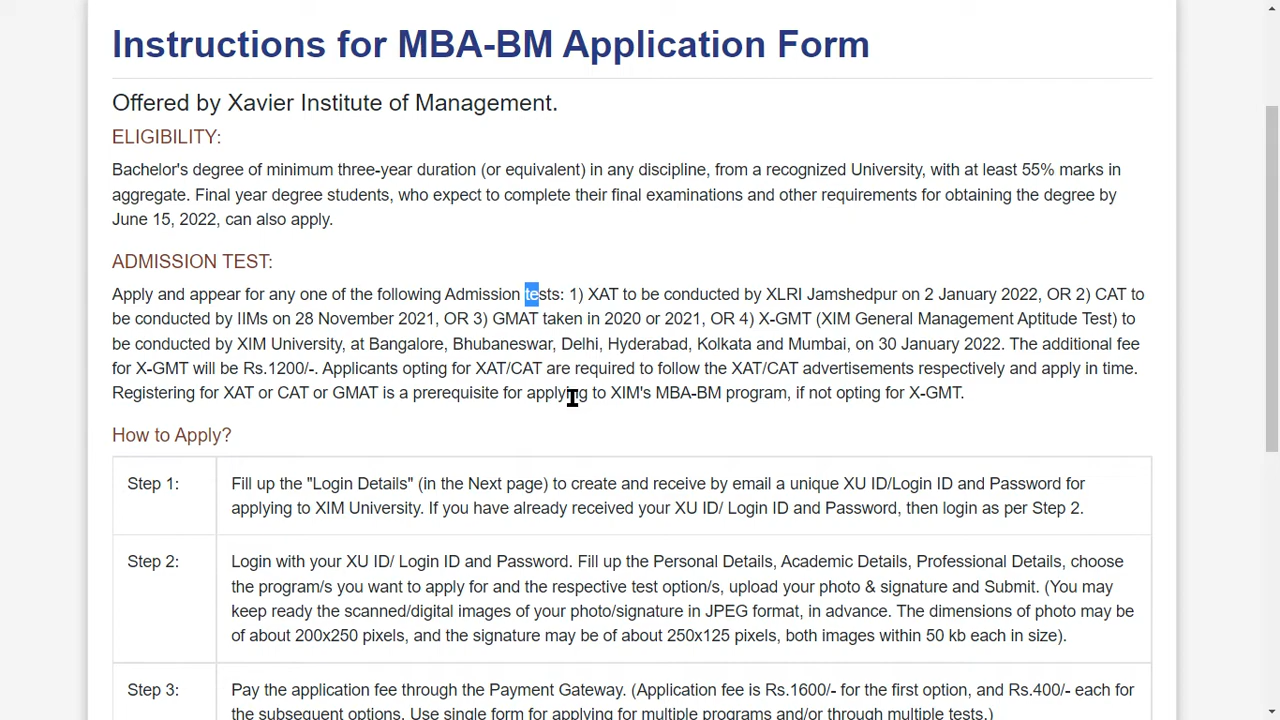 Instructions for MBA-BM Application Form
Offered by Xavier Institute of Management.
ELIGIBILITY:
Bachelor's degree of minimum three-year duration (or equivalent) in any discipline, from a recognized University, with at least 55% marks in
aggregate. Final year degree students, who expect to complete their final examinations and other requirements for obtaining the degree by
June 15, 2022, can also apply.
ADMISSION TEST:
Apply and appear for any one of the following Admission tests: 1) XAT to be conducted by XLRI Jamshedpur on 2 January 2022, OR 2) CAT to
be conducted by IIMs on 28 November 2021, OR 3) GMAT taken in 2020 or 2021, OR 4) X-GMT (XIM General Management Aptitude Test) to
be conducted by XIM University, at Bangalore, Bhubaneswar, Delhi, Hyderabad, Kolkata and Mumbai, on 30 January 2022. The additional fee
for X-GMT will be Rs.1200/-. Applicants opting for XAT/CAT are required to follow the XAT/CAT advertisements respectively and apply in time.
Registering for XAT or CAT or GMAT is a prerequisite for applying to XIM's MBA-BM program, if not opting for X-GMT.
How to Apply?
Step 1:
Fill up the "Login Details" (in the Next page) to create and receive by email a unique XU ID/Login ID and Password for
applying to XIM University. If you have already received your XU ID/ Login ID and Password, then login as per Step 2.
Step 2:
Login with your XU ID/ Login ID and Password. Fill up the Personal Details, Academic Details, Professional Details, choose
the program/s you want to apply for and the respective test option/s, upload your photo & signature and Submit. (You may
keep ready the scanned/digital images of your photo/signature in JPEG format, in advance. The dimensions of photo may be
of about 200x250 pixels, and the signature may be of about 250x125 pixels, both images within 50 kb each in size).
Step 3:
Pay the application fee through the Payment Gateway. (Application fee is Rs.1600/- for the first option, and Rs.400/- each for
the subsequent options. Use single form for applying for multiple programs and/or through multiple tests.)